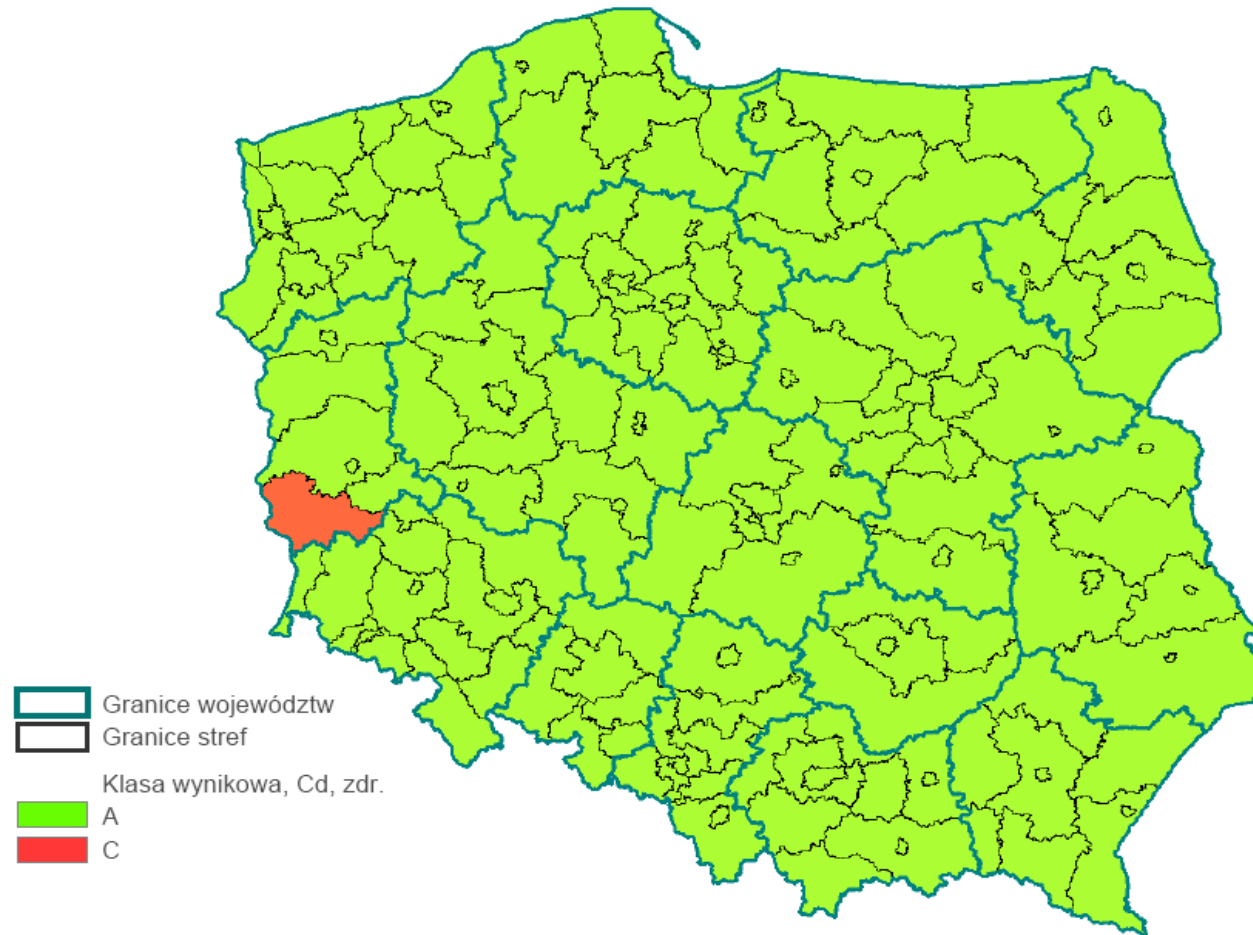 Granice województw
Granice stref
Klasa wynikowa, Cd, zdr.
A
C